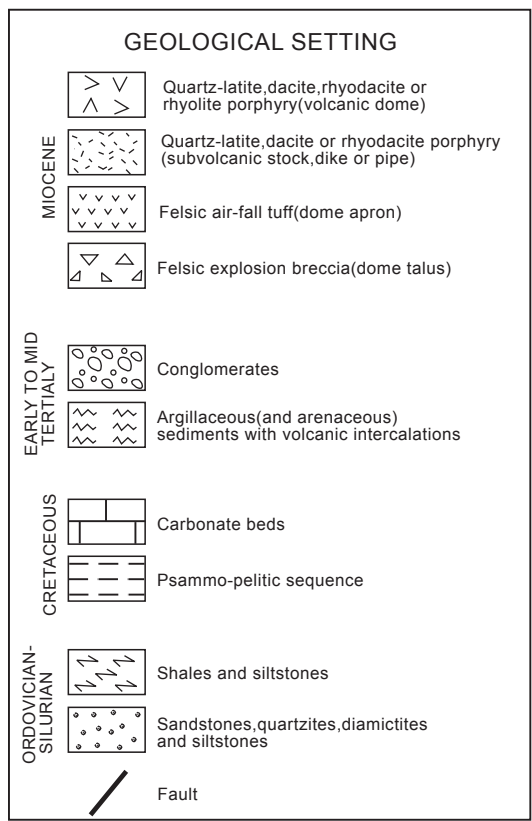 GEOLOGICAL SETTING
MIOCENE
Quartz-latite,dacite,rhyodacite or
rhyolite porphyry(volcanic dome)
Quartz-latite,dacite or rhyodacite porphyry
(subvolcanic stock,dike or pipe)
Felsic air-fall tuff(dome apron)
Felsic explosion breccia(dome talus)
EARLY TO MID
TERTIALY
Conglomerates
Argillaceous(and arenaceous)
sediments with volcanic intercalations
CRETACEOUS
Carbonate beds
Psammo-pelitic sequence
ORDOVICIAN-
SILURIAN
Shales and siltstones
Sandstones,quartzites,diamictites
and siltstones
Fault